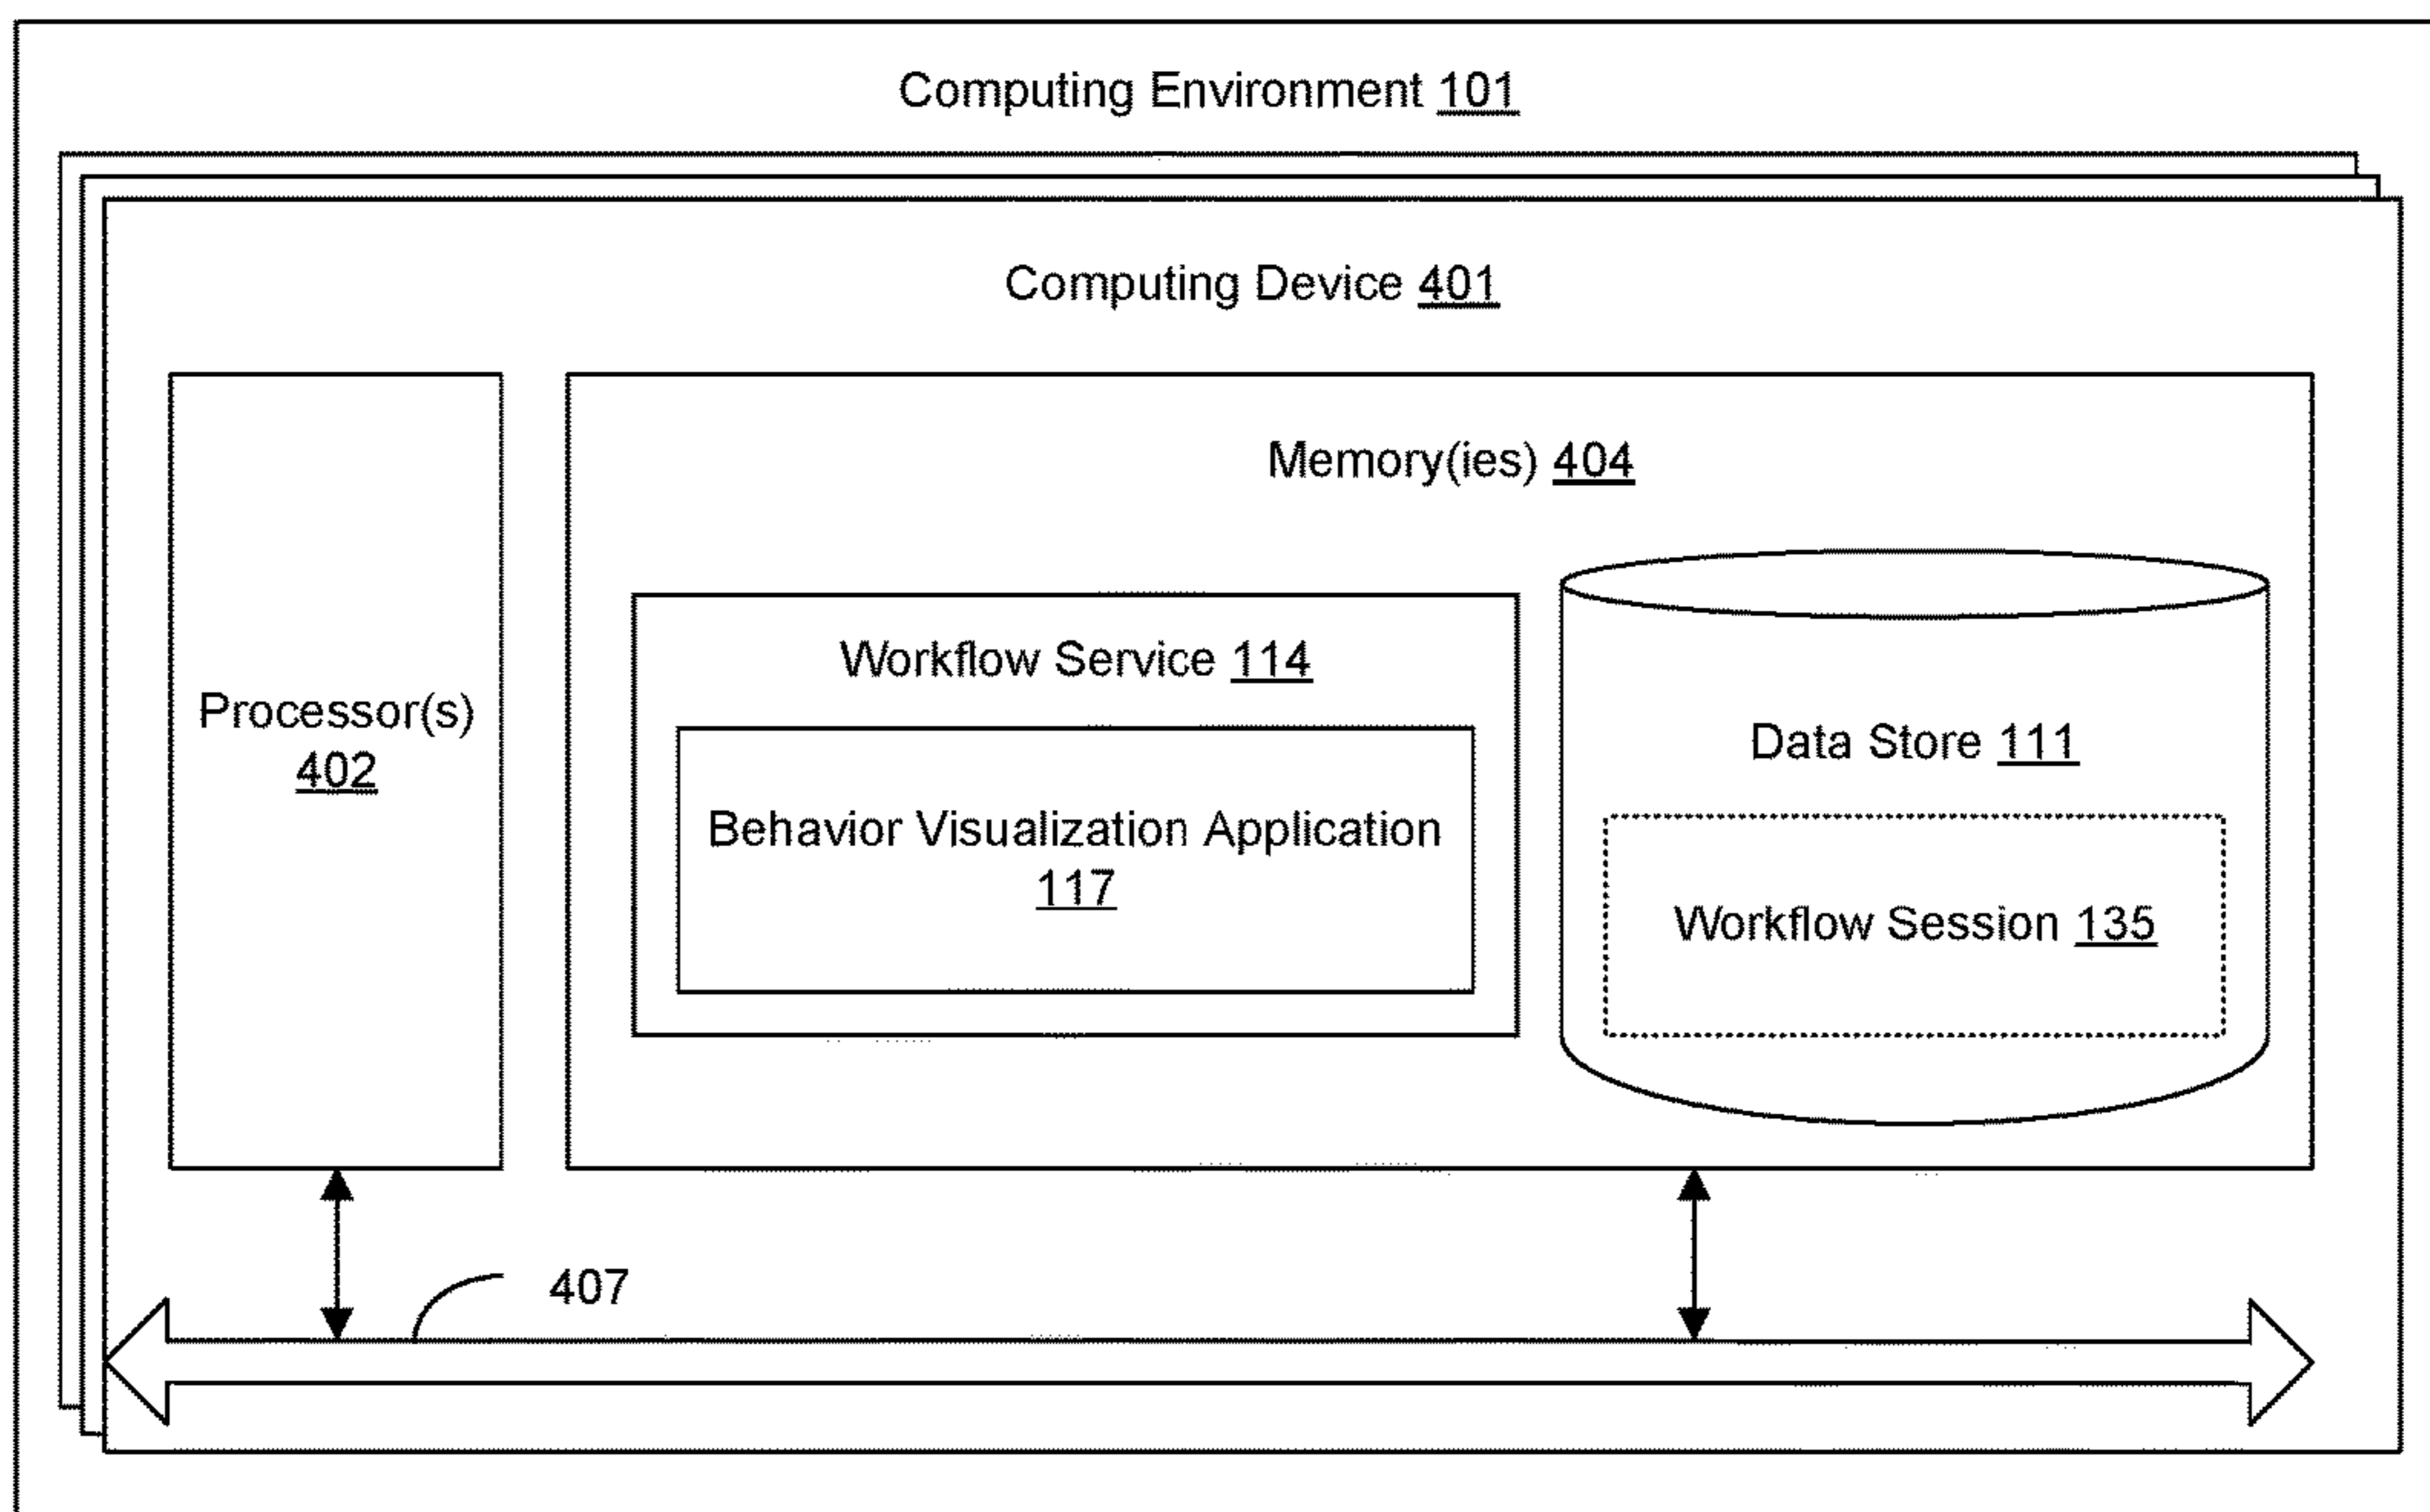 Computing Environment 101
Computing Device 401
Memory(ies) 404
Processor(s)
402
Workflow Service 114
Behavior Visualization Application
117
Data Store 111
Workflow Session 135
407